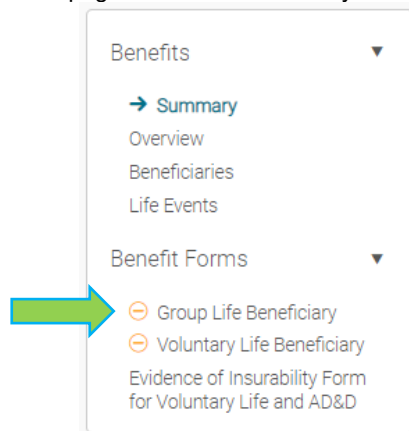 Benefits
Summary
Overview
Beneficiaries
Life Events
Benefit Forms
Group Life Beneficiary
Voluntary Life Beneficiary
Evidence of Insurability Form
for Voluntary Life and AD&D